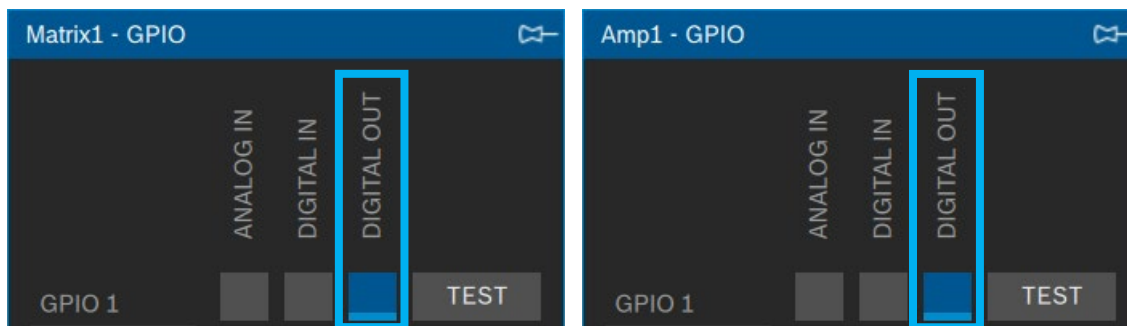 Matrix1 - GPIO
ANALOG IN
DIGITAL IN
DIGITAL OUT
GPIO 1
TEST
Amp1 - GPIO
ANALOG IN
DIGITAL IN
DIGITAL OUT
GPIO 1
TEST